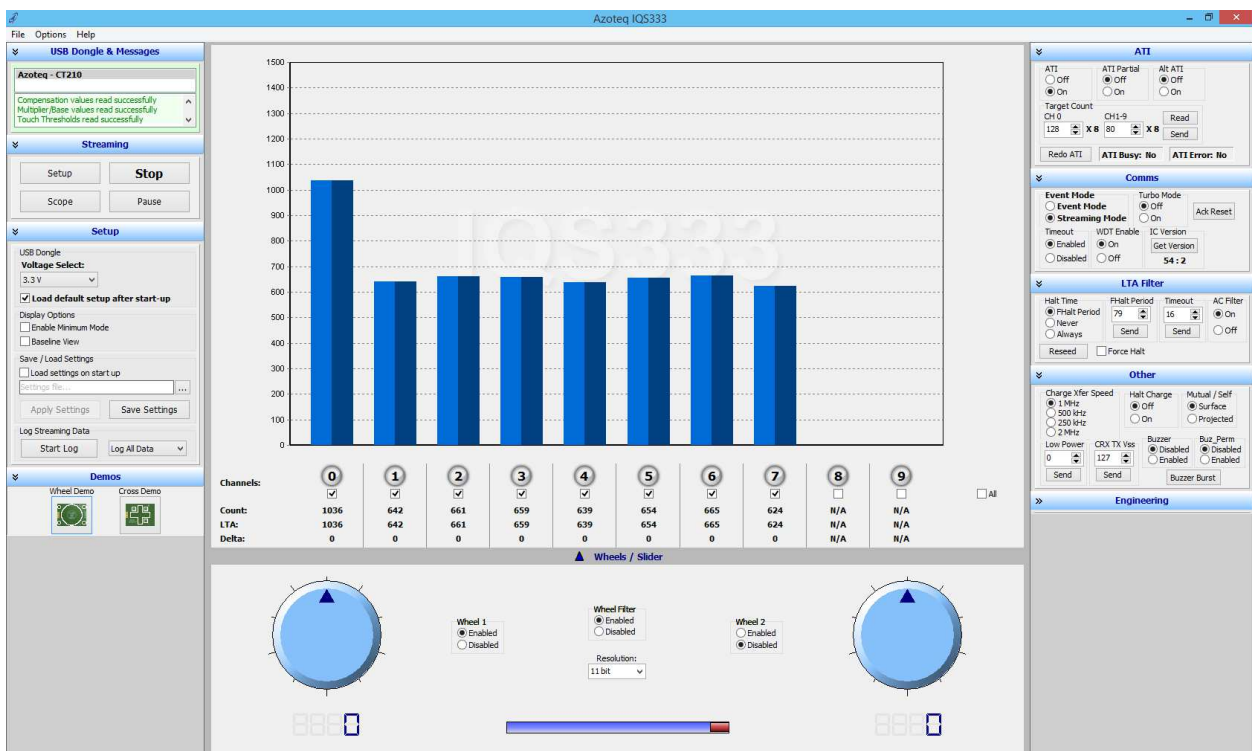 Azoteq IQS333
File Options Help
USB Dongle & Messages
Azoteq - CT210
Compensation values read successfully
Multiplier/Base values read successfully
Touch Thresholds read successfully
Streaming
Setup Stop
Scope Pause
Setup
USB Dongle
Voltage Select:
3.3 V
Load default setup after start-up
Display Options
Enable Minimum Mode
Baseline View
Save / Load Settings
Load settings on start up
Settings file... ...
Apply Settings Save Settings
Log Streaming Data
Start Log Log All Data
Demos
Wheel Demo Cross Demo
1500
1400
1300
1200
1100
1000
900
800
700
600
500
400
300
200
100
0
IQS333
Channels: 0 1 2 3 4 5 6 7 8 9
All
Count: 1036 642 661 659 639 654 665 624 N/A N/A
LTA: 1036 642 661 659 639 654 665 624 N/A N/A
Delta: 0 0 0 0 0 0 0 0 N/A N/A
Wheels / Slider
Wheel 1
Enabled
Disabled
Wheel Filter
Enabled
Disabled
Resolution:
11 bit
Wheel 2
Enabled
Disabled
0
0
ATI
ATI ATI Partial Alt ATI
Off Off Off
On On On
Target Count
CH 0 CH1-9 Read
128 X 8 80 X 8 Send
Redo ATI ATI Busy: No ATI Error: No
Comms
Event Mode Turbo Mode
Event Mode Off Ack Reset
Streaming Mode On
Timeout WDT Enable IC Version
Enabled On Get Version
Disabled Off 54 : 2
LTA Filter
Halt Time FHalt Period Timeout AC Filter
FHalt Period 79 16 On
Never Send Send Off
Always
Reseed Force Halt
Other
Charge Xfer Speed Halt Charge Mutual / Self
1 MHz Off Surface
500 kHz On Projected
250 kHz
2 MHz
Low Power CRX TX Vss Buzzer Buz_Perm
0 127 Disabled Disabled
Enabled Enabled
Send Send Buzzer Burst
Engineering